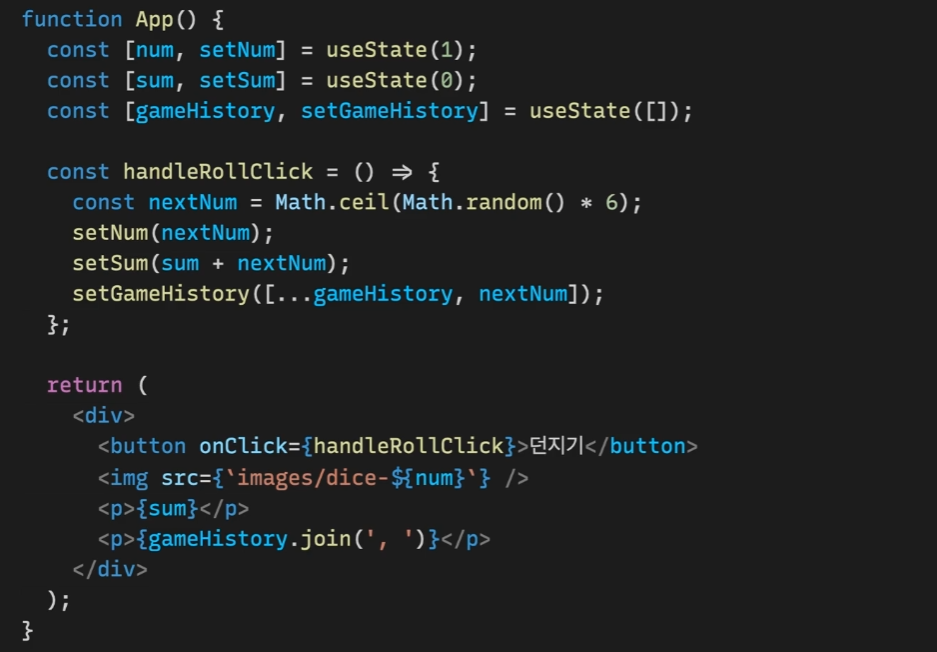 function App() {
  const [num, setNum] = useState(1);
  const [sum, setSum] = useState(0);
  const [gameHistory, setGameHistory] = useState([]);

  const handleRollClick = () => {
    const nextNum = Math.ceil(Math.random() * 6);
    setNum(nextNum);
    setSum(sum + nextNum);
    setGameHistory([...gameHistory, nextNum]);
  };

  return (
    <div>
      <button onClick={handleRollClick}>던지기</button>
      <img src={`images/dice-${num}`} />
      <p>{sum}</p>
      <p>{gameHistory.join(', ')}</p>
    </div>
  );
}